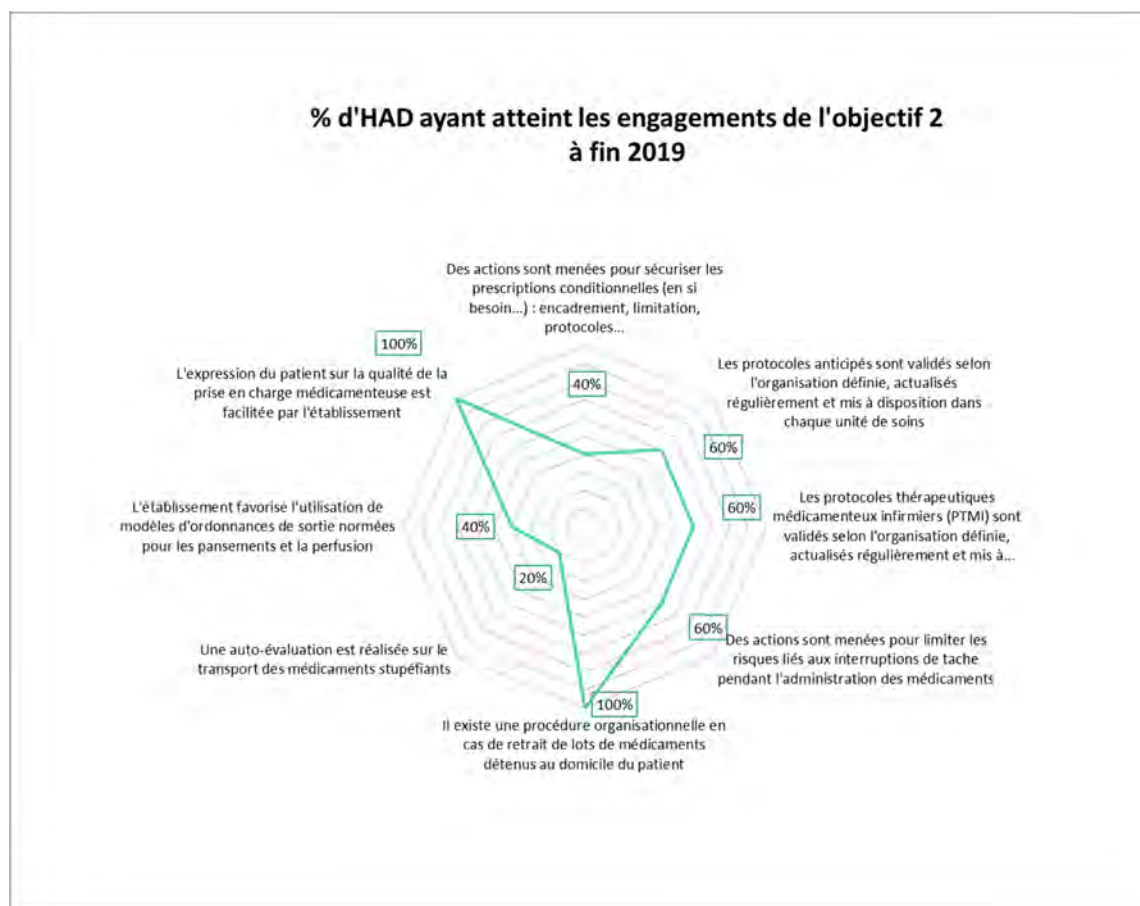 % d'HAD ayant atteint les engagements de l'objectif 2
à fin 2019
Des actions sont menées pour sécuriser les
prescriptions conditionnelles (en si
besoin...) : encadrement, limitation,
protocoles...
40%
Les protocoles anticipés sont validés selon
l'organisation définie, actualisés
régulièrement et mis à disposition dans
chaque unité de soins
60%
Les protocoles thérapeutiques
médicamenteux infirmiers (PTMI) sont
validés selon l'organisation définie,
actualisés régulièrement et mis à...
60%
Des actions sont menées pour limiter les
risques liés aux interruptions de tache
pendant l'administration des médicaments
60%
100%
Il existe une procédure organisationnelle en
cas de retrait de lots de médicaments
détenus au domicile du patient
20%
Une auto-évaluation est réalisée sur le
transport des médicaments stupéfiants
L'établissement favorise l'utilisation de
modèles d'ordonnances de sortie normées
pour les pansements et la perfusion
40%
100%
L'expression du patient sur la qualité de la
prise en charge médicamenteuse est
facilitée par l'établissement